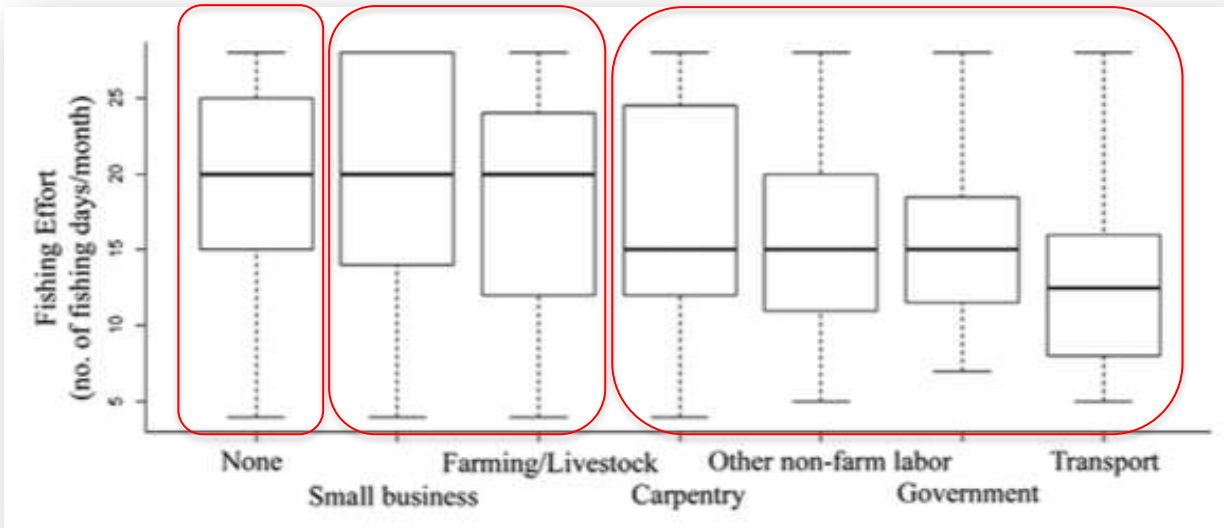 Fishing Effort
(no. of fishing days/month)
25
20
15
10
5
None
Small business
Farming/Livestock
Carpentry
Other non-farm labor
Government
Transport